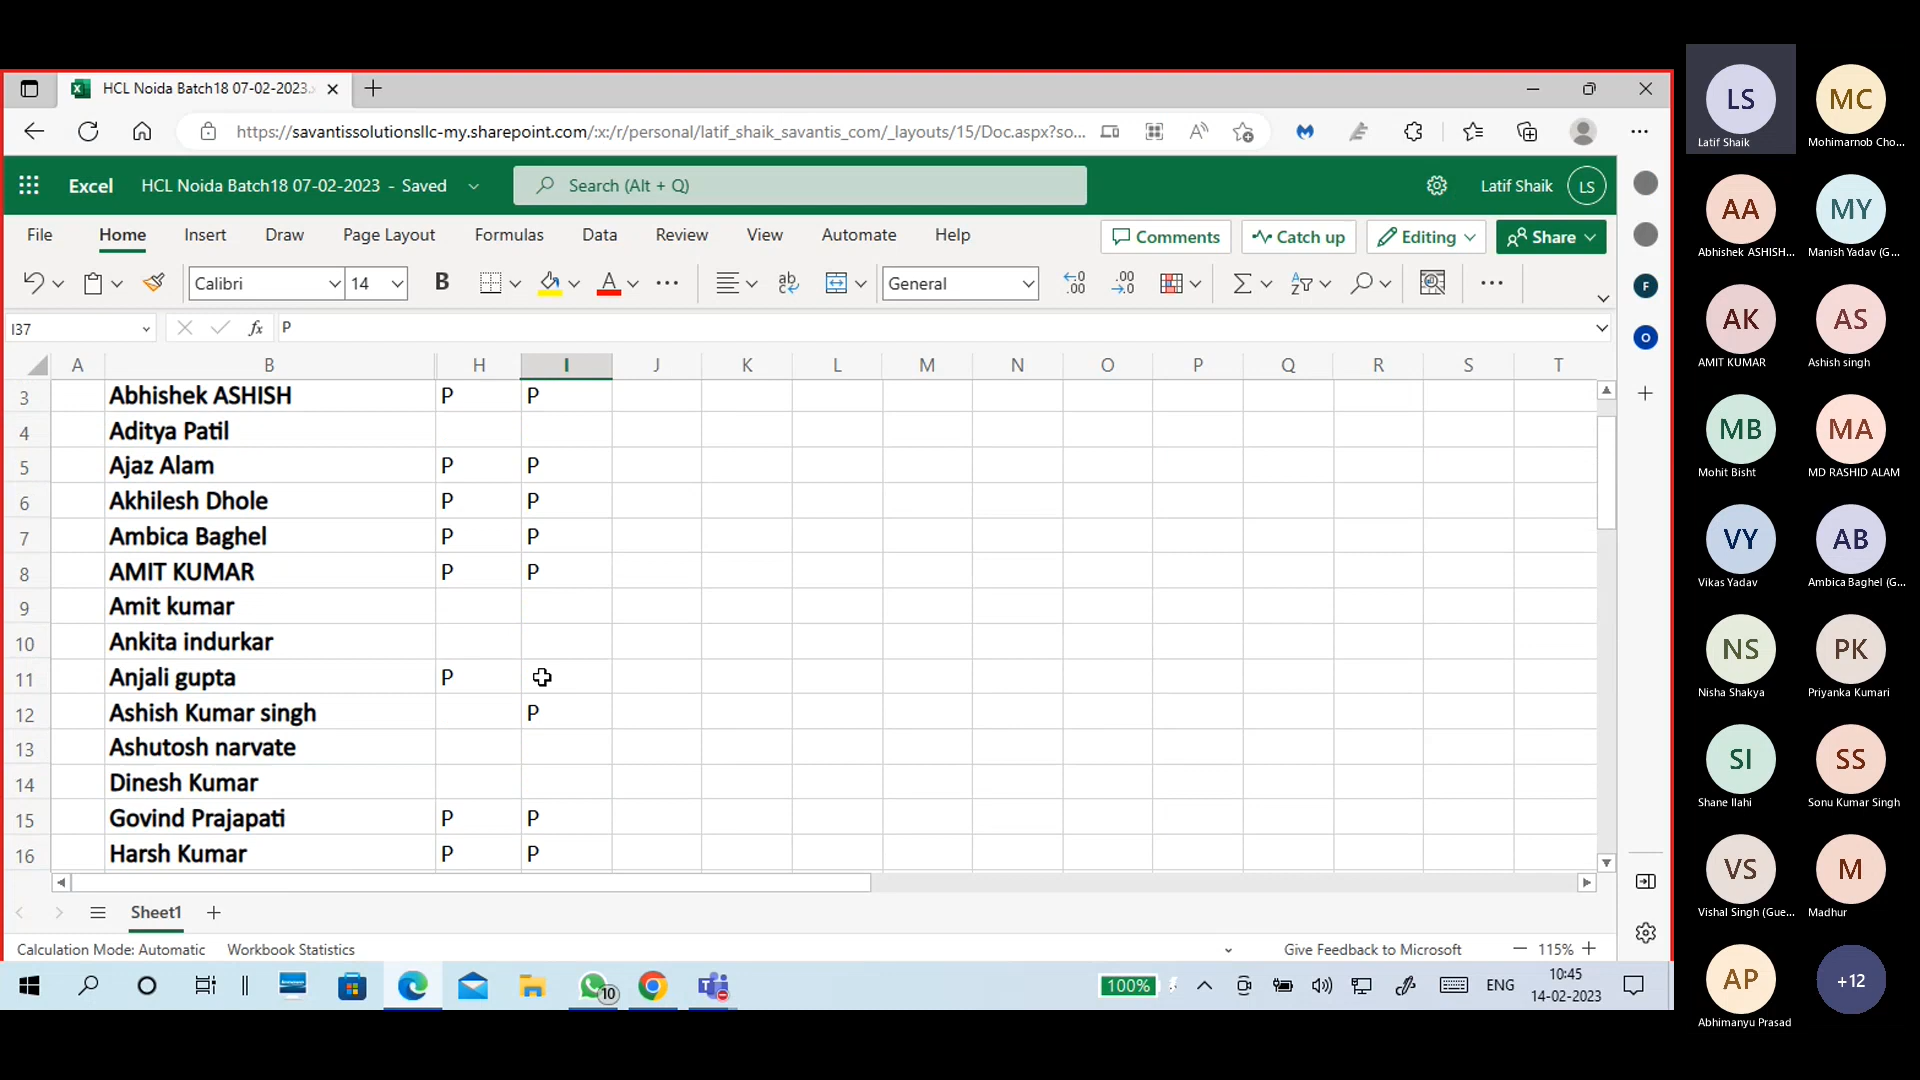 HCL Noida Batch18 07-02-2023.
https://savantissolutionsllc-my.sharepoint.com/:x:/r/personal/latif_shaik_savantis_com/_layouts/15/Doc.aspx?so...
Excel HCL Noida Batch18 07-02-2023 - Saved Search (Alt + Q) Latif Shaik LS
File Home Insert Draw Page Layout Formulas Data Review View Automate Help Comments Catch up Editing Share
Calibri 14 B A ab General .00 .00
I37 fx P
A B H I J K L M N O P Q R S T
3 Abhishek ASHISH P P
4 Aditya Patil
5 Ajaz Alam P P
6 Akhilesh Dhole P P
7 Ambica Baghel P P
8 AMIT KUMAR P P
9 Amit kumar
10 Ankita indurkar
11 Anjali gupta P
12 Ashish Kumar singh P
13 Ashutosh narvate
14 Dinesh Kumar
15 Govind Prajapati P P
16 Harsh Kumar P P
Sheet1
Calculation Mode: Automatic Workbook Statistics Give Feedback to Microsoft 115%
10 100% ENG 10:45
14-02-2023
F
O
LS MC
Latif Shaik Mohimarnob Cho...
AA MY
Abhishek ASHISH... Manish Yadav (G...
AK AS
AMIT KUMAR Ashish singh
MB MA
Mohit Bisht MD RASHID ALAM
VY AB
Vikas Yadav Ambica Baghel (G...
NS PK
Nisha Shakya Priyanka Kumari
SI SS
Shane Ilahi Sonu Kumar Singh
VS M
Vishal Singh (Gue... Madhur
AP +12
Abhimanyu Prasad